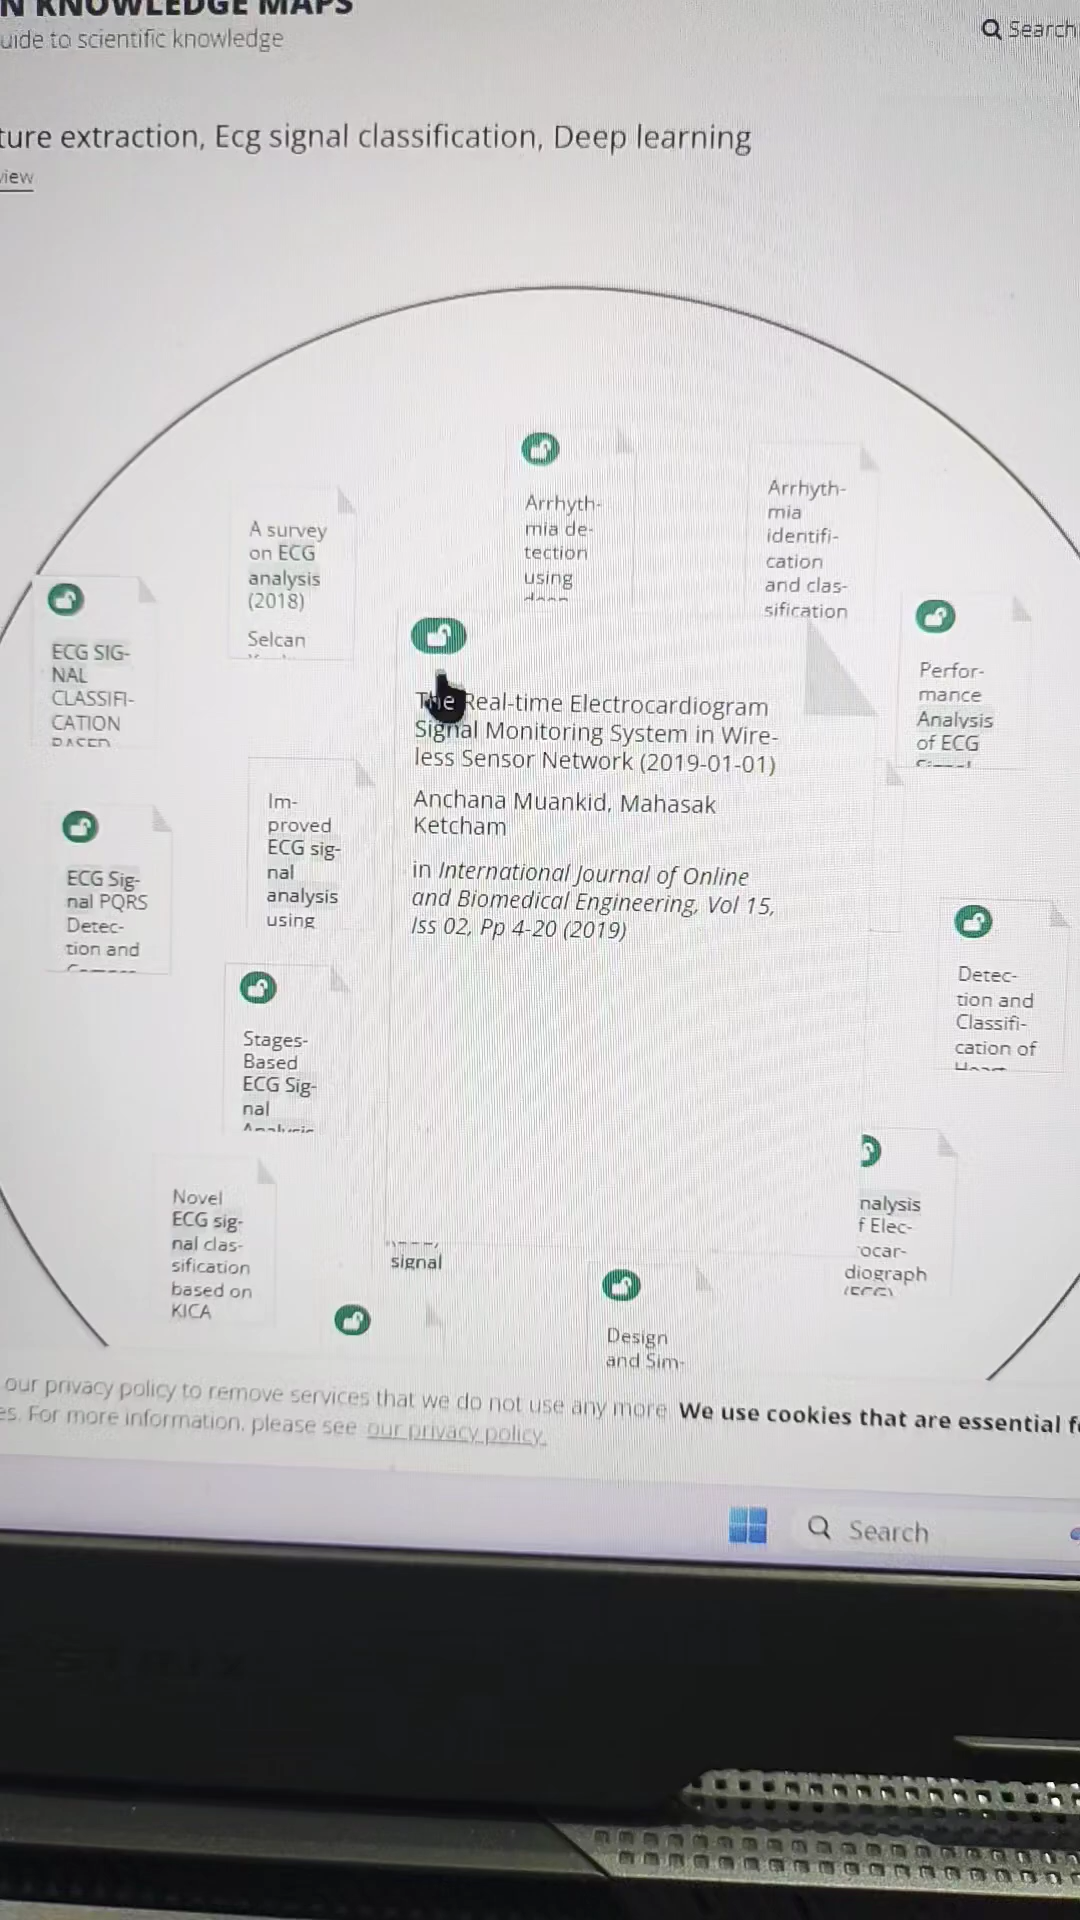 N KNOWLEDGE MAPS
uide to scientific knowledge
Search
ture extraction, Ecg signal classification, Deep learning
view
Arrhyth-
mia de-
tection
using
Arrhyth-
mia
identifi-
cation
and clas-
sification
A survey
on ECG
analysis
(2018)
Selcan
ECG SIG-
NAL
CLASSIFI-
CATION
BASED
Perfor-
mance
Analysis
of ECG
The Real-time Electrocardiogram
Signal Monitoring System in Wire-
less Sensor Network (2019-01-01)
Anchana Muankid, Mahasak
Ketcham
in International Journal of Online
and Biomedical Engineering, Vol 15,
Iss 02, Pp 4-20 (2019)
Im-
proved
ECG sig-
nal
analysis
using
ECG Sig-
nal PQRS
Detec-
tion and
Detec-
tion and
Classifi-
cation of
Stages-
Based
ECG Sig-
nal
Analysis
nalysis
f Elec-
ocar-
diograph
(ECG)
Novel
ECG sig-
nal clas-
sification
based on
KICA
signal
Design
and Sim-
our privacy policy to remove services that we do not use any more We use cookies that are essential f
es. For more information, please see our privacy policy.
Search